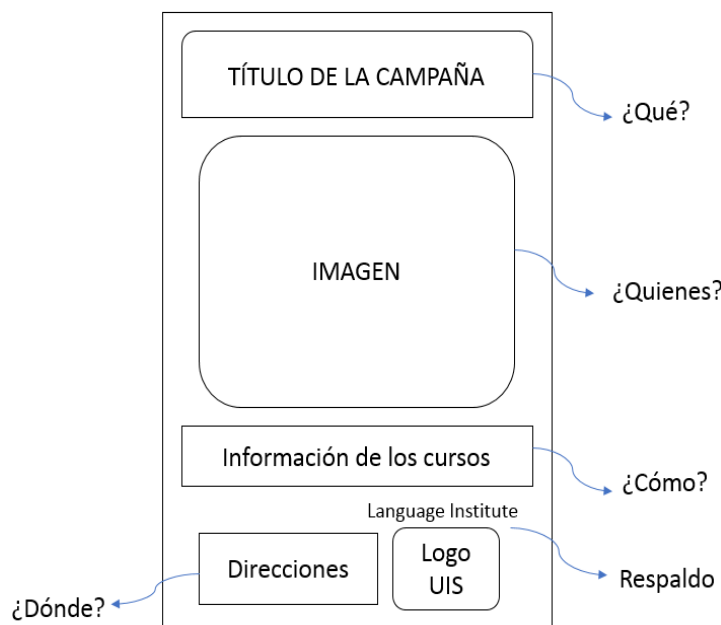 TÍTULO DE LA CAMPAÑA
¿Qué?
IMAGEN
¿Quienes?
Información de los cursos
¿Cómo?
Language Institute
Direcciones
Logo
UIS
Respaldo
¿Dónde?